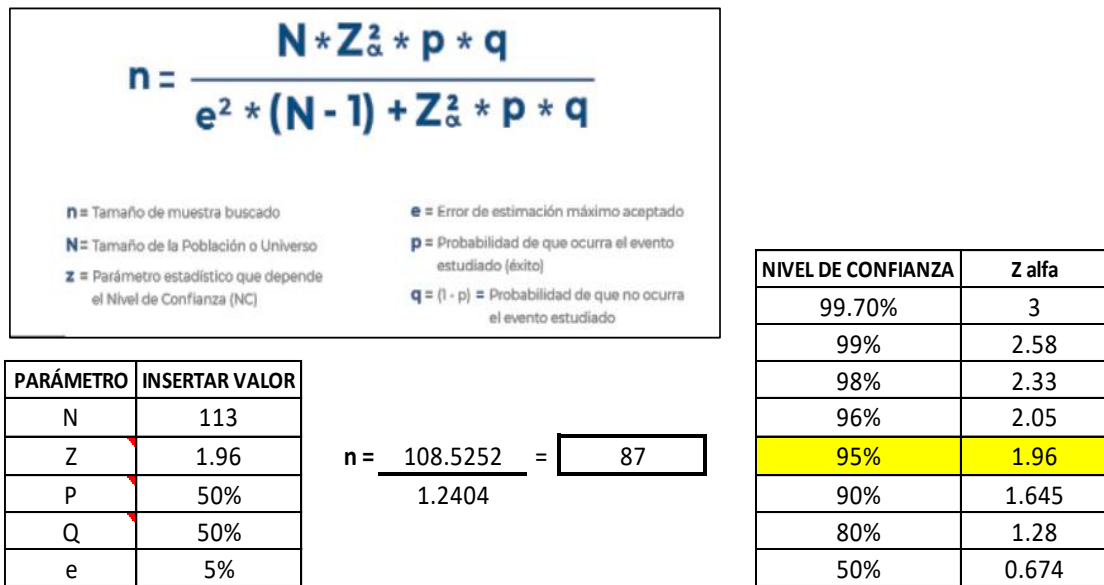 n = N * Z²α * p * q
e² * (N - 1) + Z²α * p * q
n = Tamaño de muestra buscado
N = Tamaño de la Población o Universo
z = Parámetro estadístico que depende
el Nivel de Confianza (NC)
e = Error de estimación máximo aceptado
p = Probabilidad de que ocurra el evento
estudiado (éxito)
q = (1 - p) = Probabilidad de que no ocurra
el evento estudiado
PARÁMETRO INSERTAR VALOR
N 113
Z 1.96
P 50%
Q 50%
e 5%
n = 108.5252 = 87
1.2404
NIVEL DE CONFIANZA Z alfa
99.70% 3
99% 2.58
98% 2.33
96% 2.05
95% 1.96
90% 1.645
80% 1.28
50% 0.674